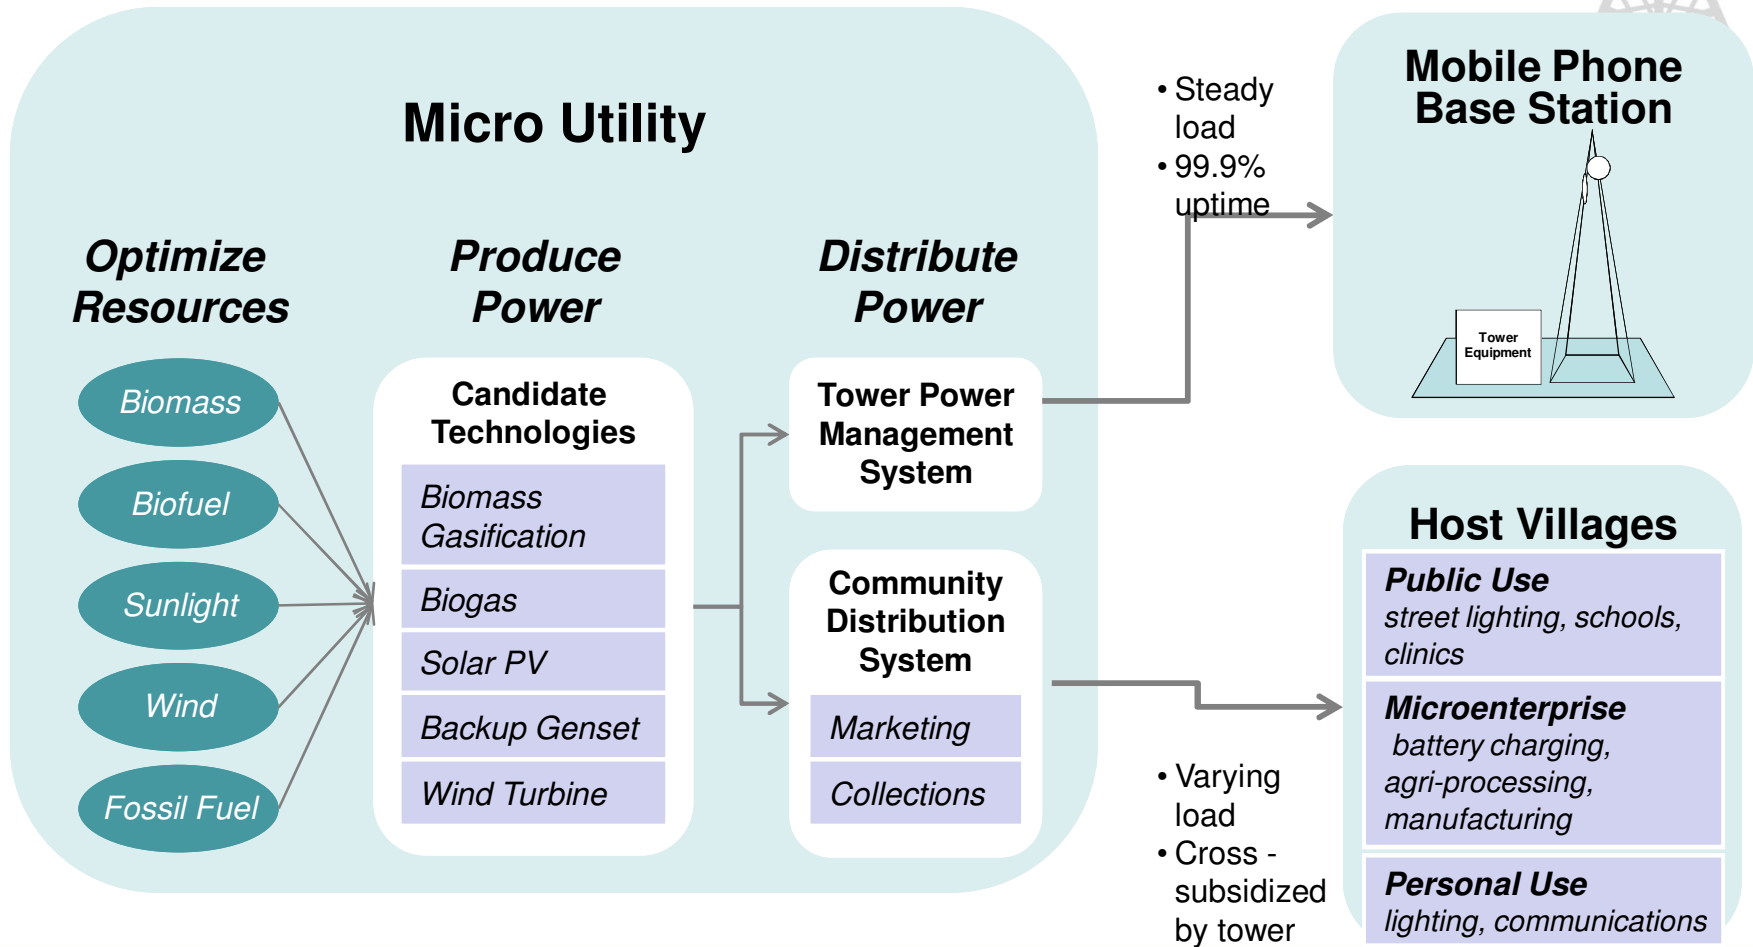 Micro Utility
Optimize
Resources
Biomass
Biofuel
Sunlight
Wind
Fossil Fuel
Produce
Power
Candidate
Technologies
Biomass
Gasification
Biogas
Solar PV
Backup Genset
Wind Turbine
Distribute
Power
Tower Power
Management
System
Community
Distribution
System
Marketing
Collections
• Steady
load
• 99.9%
uptime
Mobile Phone
Base Station
Tower
Equipment
• Varying
load
• Cross -
subsidized
by tower
Host Villages
Public Use
street lighting, schools,
clinics
Microenterprise
battery charging,
agri-processing,
manufacturing
Personal Use
lighting, communications